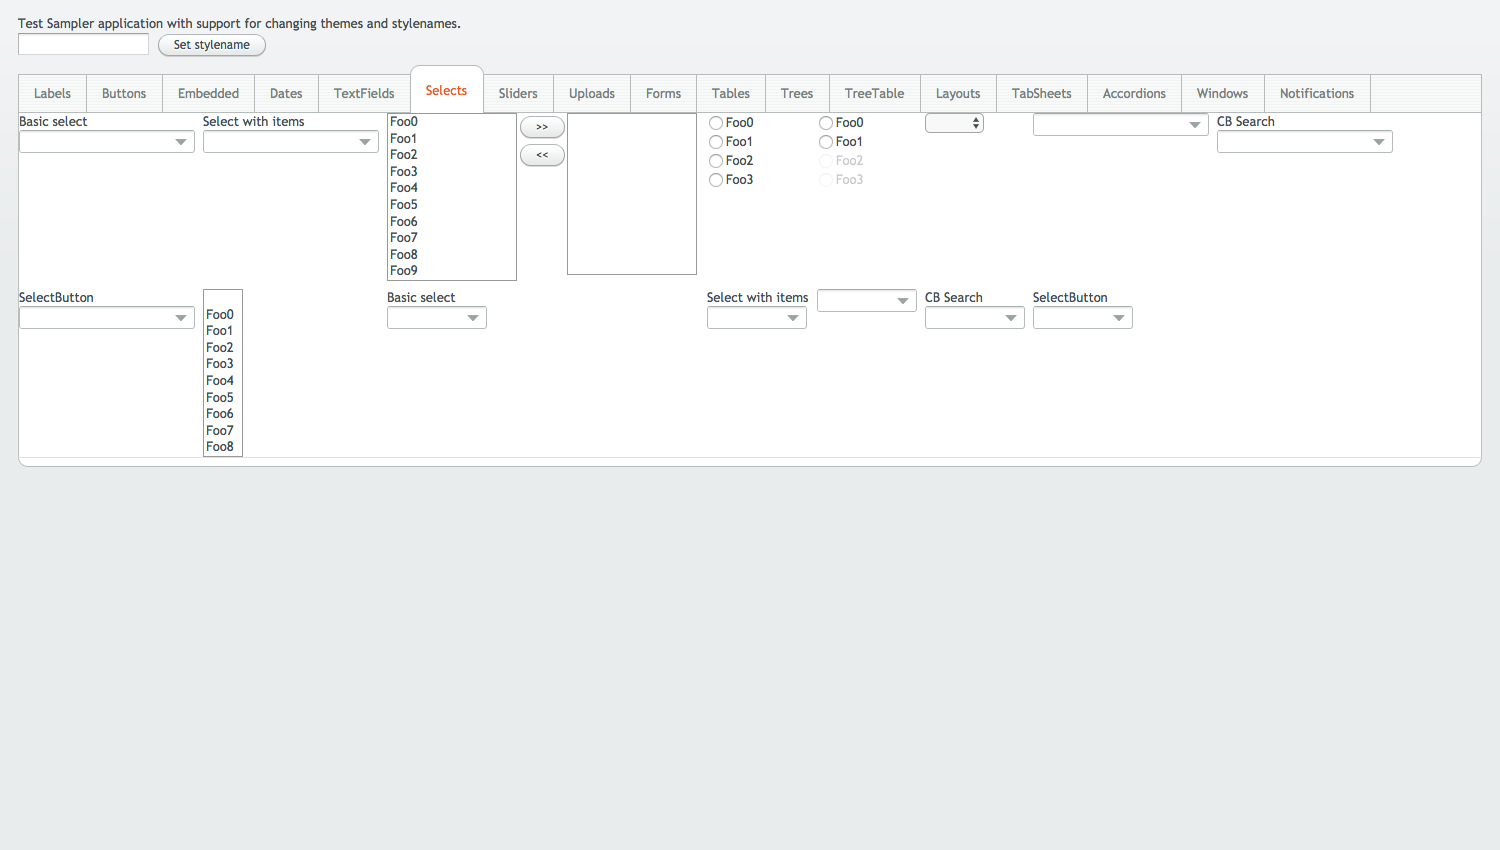 Test Sampler application with support for changing themes and stylenames.
Set stylename
Labels Buttons Embedded Dates TextFields Selects Sliders Uploads Forms Tables Trees TreeTable Layouts TabSheets Accordions Windows Notifications
Basic select
Select with items
Foo0
Foo1
Foo2
Foo3
Foo4
Foo5
Foo6
Foo7
Foo8
Foo9
>>
<<
Foo0
Foo1
Foo2
Foo3
Foo0
Foo1
Foo2
Foo3
CB Search
SelectButton
Foo0
Foo1
Foo2
Foo3
Foo4
Foo5
Foo6
Foo7
Foo8
Basic select
Select with items
CB Search
SelectButton